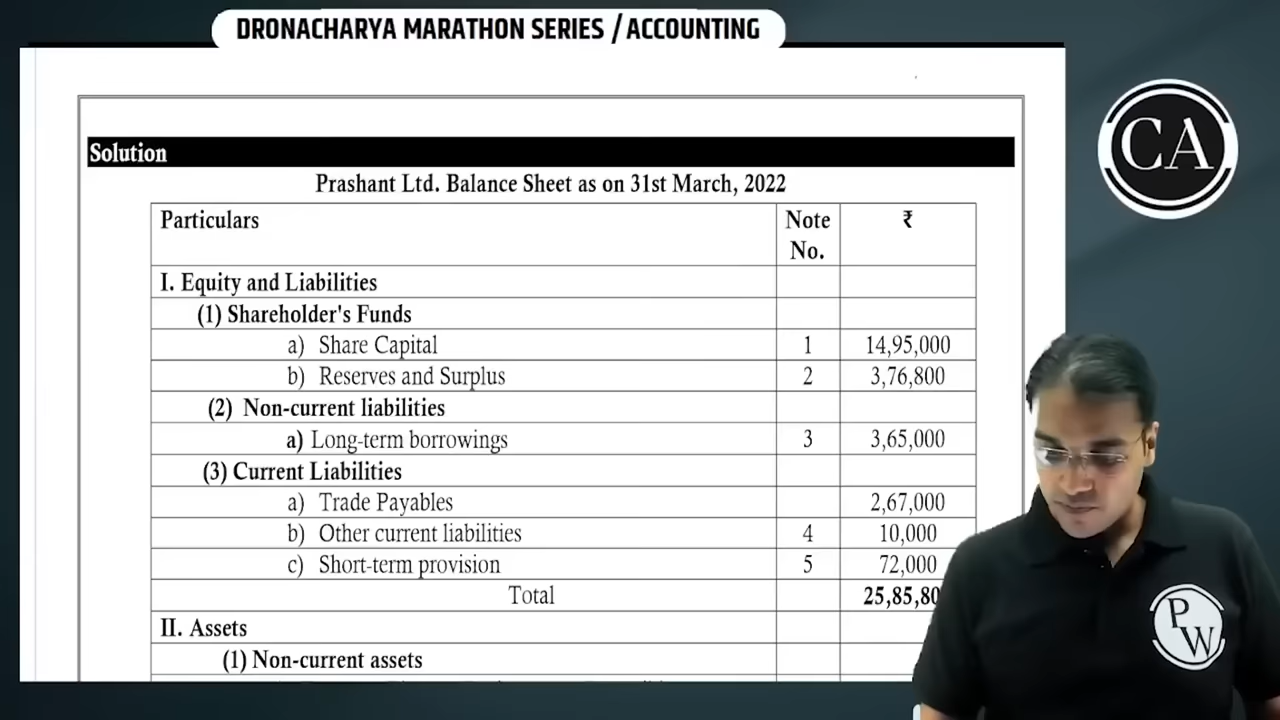 DRONACHARYA MARATHON SERIES / ACCOUNTING
CA
Solution
Prashant Ltd. Balance Sheet as on 31st March, 2022
Particulars Note No. ₹
I. Equity and Liabilities
(1) Shareholder's Funds
a) Share Capital 1 14,95,000
b) Reserves and Surplus 2 3,76,800
(2) Non-current liabilities
a) Long-term borrowings 3 3,65,000
(3) Current Liabilities
a) Trade Payables 2,67,000
b) Other current liabilities 4 10,000
c) Short-term provision 5 72,000
Total 25,85,80
II. Assets
(1) Non-current assets
PW